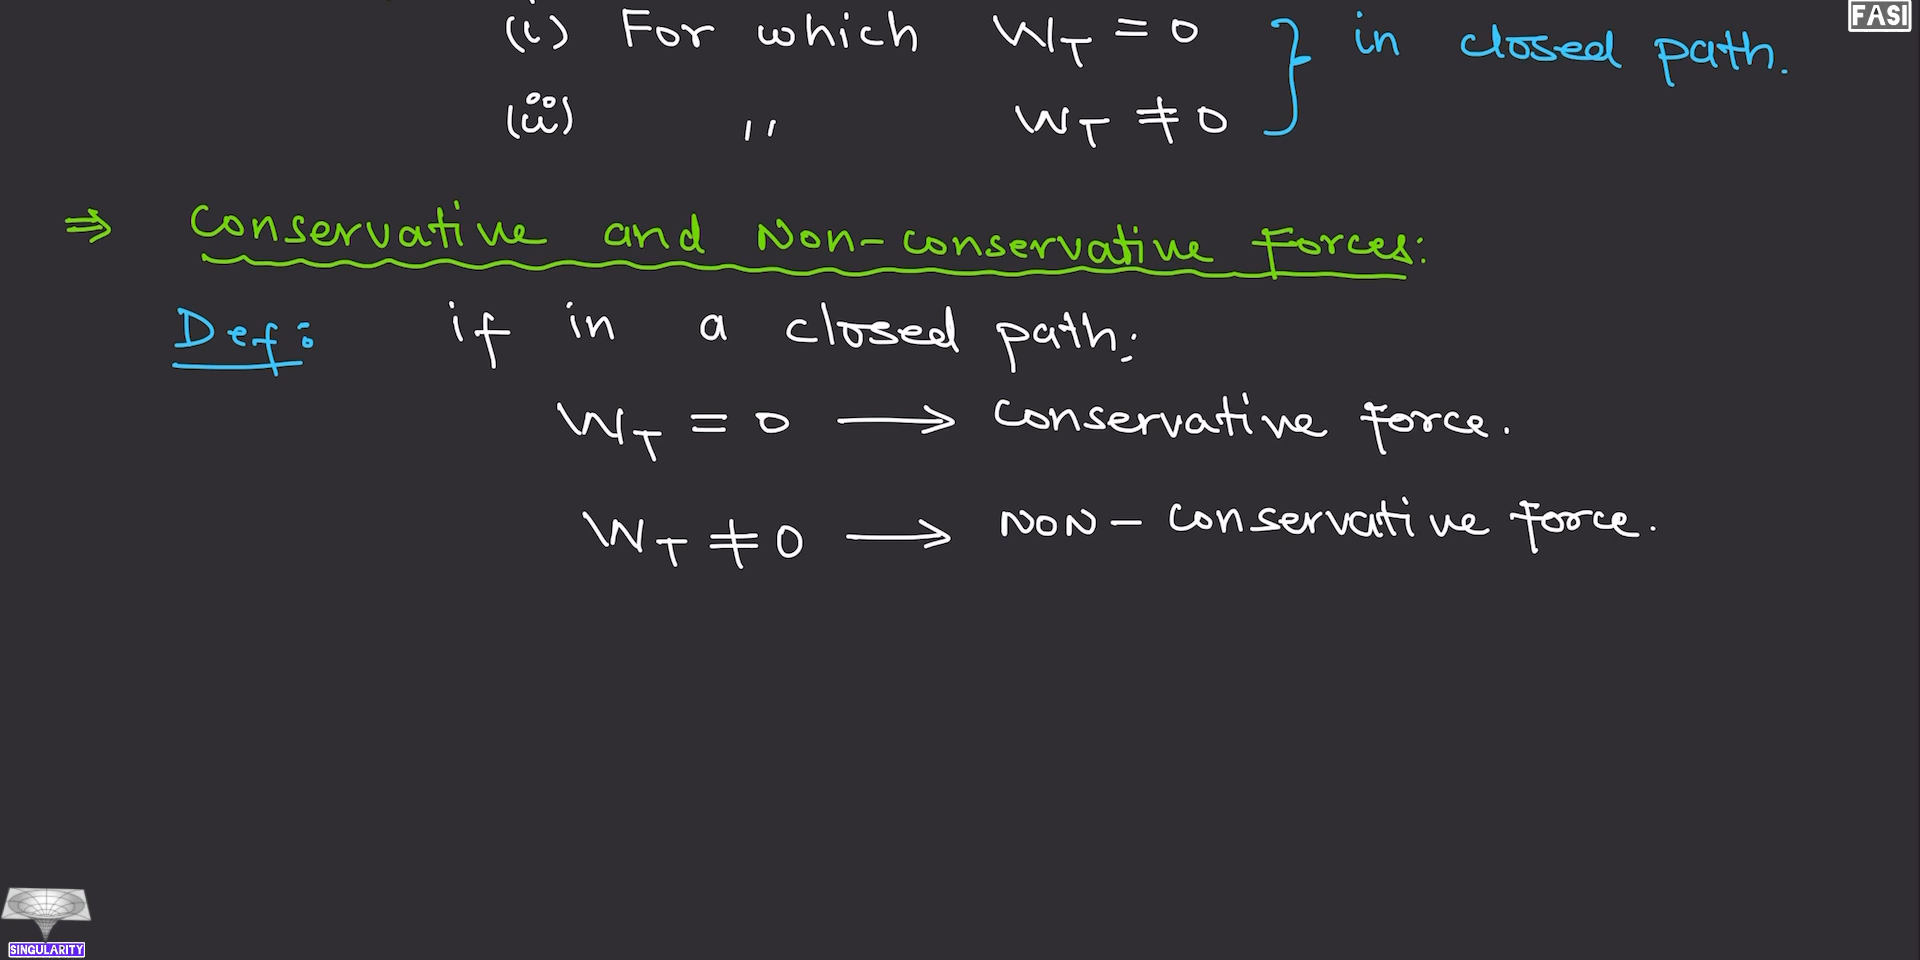 (i) For which W_T = 0 } in closed path.
(ii) " W_T ≠ 0
⇒ Conservative and Non-conservative Forces:
Def: if in a closed path:
W_T = 0 → conservative force.
W_T ≠ 0 → NON-conservative force.
FASI
SINGULARITY